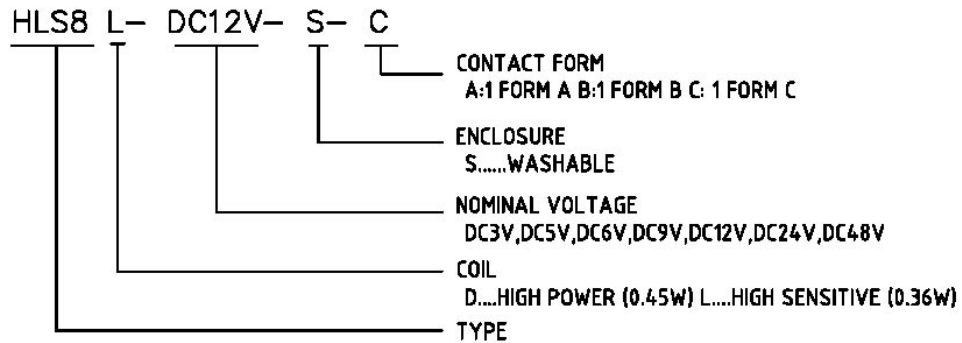 HLS8 L- DC12V- S- C
CONTACT FORM
A:1 FORM A B:1 FORM B C: 1 FORM C
ENCLOSURE
S......WASHABLE
NOMINAL VOLTAGE
DC3V,DC5V,DC6V,DC9V,DC12V,DC24V,DC48V
COIL
D....HIGH POWER (0.45W) L....HIGH SENSITIVE (0.36W)
TYPE